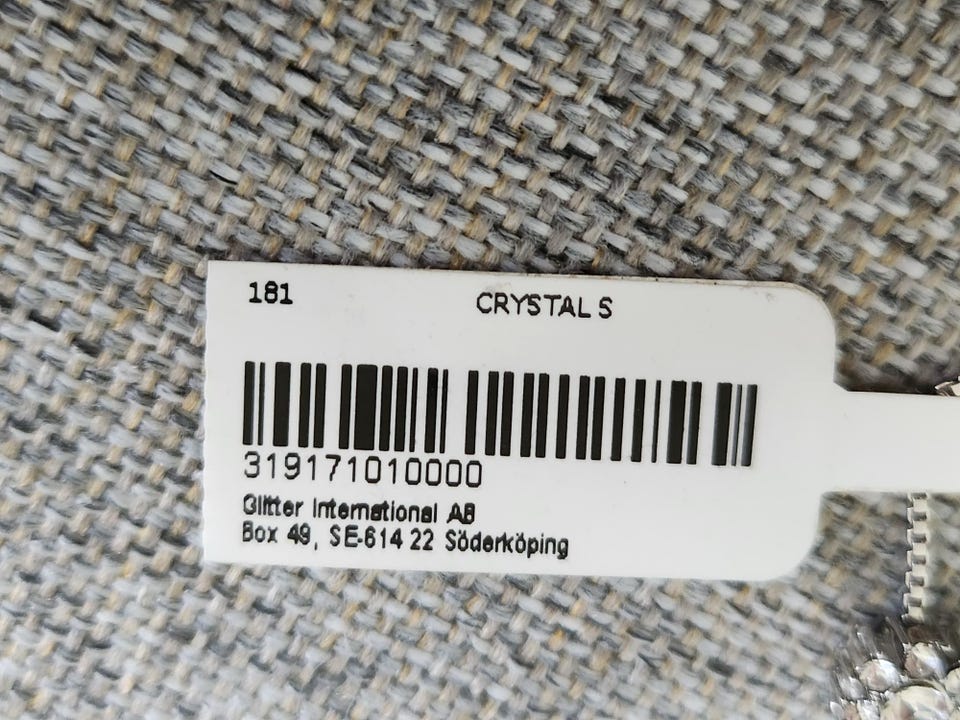 181 CRYSTAL S
319171010000
Glitter International AB
Box 49, SE-614 22 Söderköping